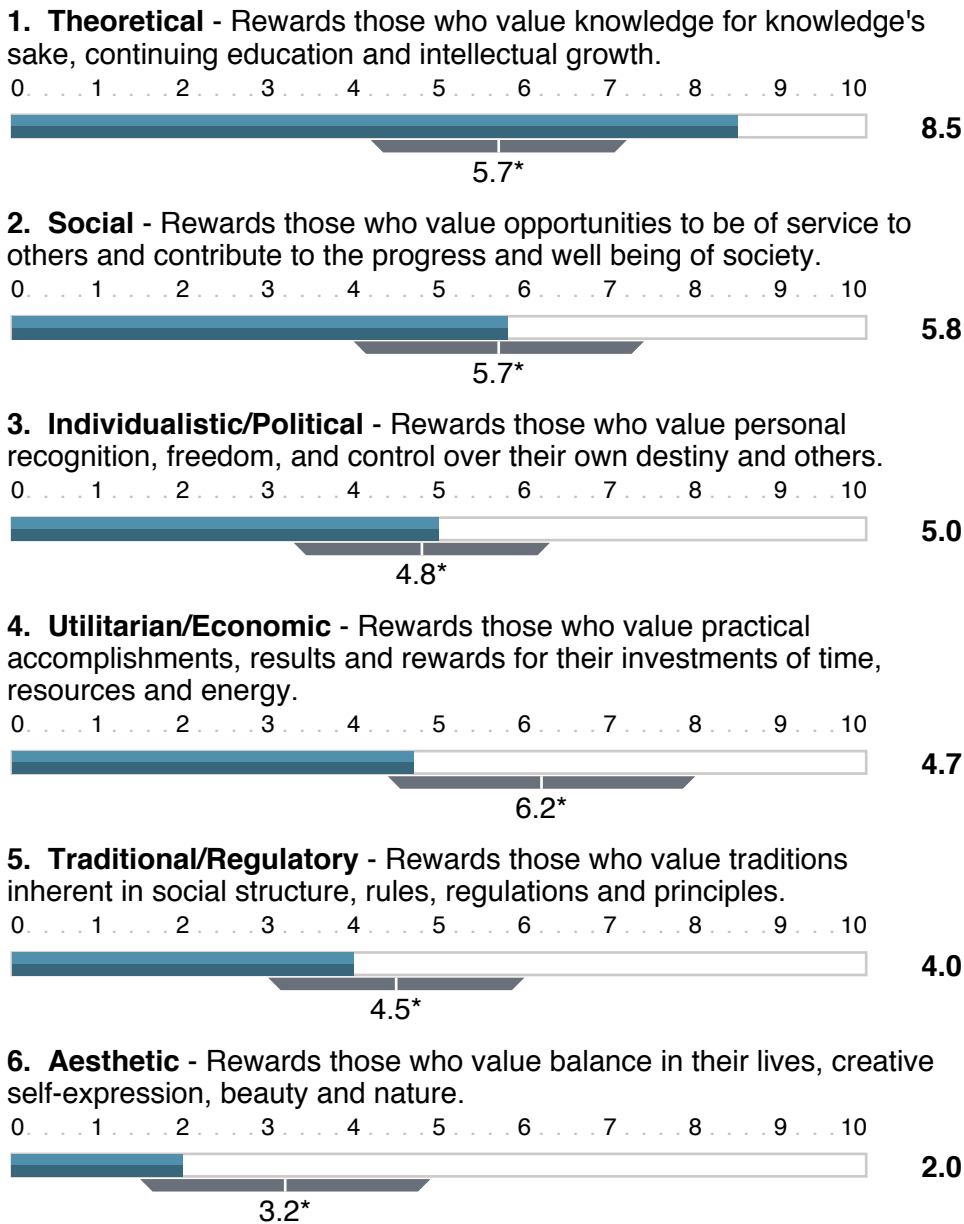 1. Theoretical - Rewards those who value knowledge for knowledge's
sake, continuing education and intellectual growth.
0. . . . 1 . . . . 2 . . . . 3 . . . . 4 . . . . 5 . . . . 6 . . . . 7 . . . . 8 . . . . 9 . . . 10
8.5
5.7*
2. Social - Rewards those who value opportunities to be of service to
others and contribute to the progress and well being of society.
0. . . . 1 . . . . 2 . . . . 3 . . . . 4 . . . . 5 . . . . 6 . . . . 7 . . . . 8 . . . . 9 . . . 10
5.8
5.7*
3. Individualistic/Political - Rewards those who value personal
recognition, freedom, and control over their own destiny and others.
0. . . . 1 . . . . 2 . . . . 3 . . . . 4 . . . . 5 . . . . 6 . . . . 7 . . . . 8 . . . . 9 . . . 10
5.0
4.8*
4. Utilitarian/Economic - Rewards those who value practical
accomplishments, results and rewards for their investments of time,
resources and energy.
0. . . . 1 . . . . 2 . . . . 3 . . . . 4 . . . . 5 . . . . 6 . . . . 7 . . . . 8 . . . . 9 . . . 10
4.7
6.2*
5. Traditional/Regulatory - Rewards those who value traditions
inherent in social structure, rules, regulations and principles.
0. . . . 1 . . . . 2 . . . . 3 . . . . 4 . . . . 5 . . . . 6 . . . . 7 . . . . 8 . . . . 9 . . . 10
4.0
4.5*
6. Aesthetic - Rewards those who value balance in their lives, creative
self-expression, beauty and nature.
0. . . . 1 . . . . 2 . . . . 3 . . . . 4 . . . . 5 . . . . 6 . . . . 7 . . . . 8 . . . . 9 . . . 10
2.0
3.2*